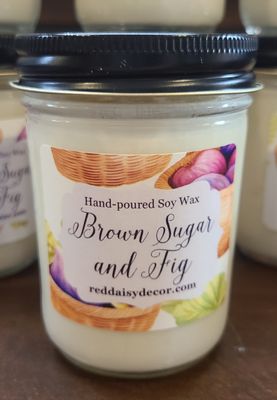 Hand-poured Soy Wax
Brown Sugar
and Fig
reddaisydecor.com